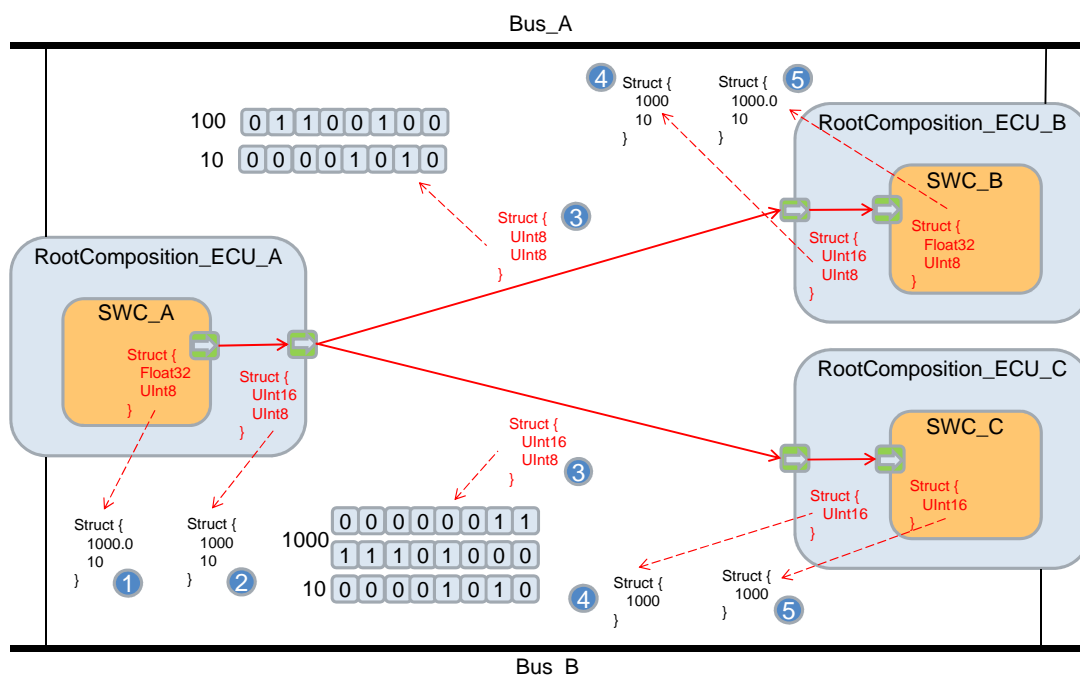 Bus_A
4
Struct {
1000
10
}
Struct {
1000.0
10
}
5
100
0 1 1 0 0 1 0 0
10
0 0 0 0 1 0 1 0
RootComposition_ECU_B
SWC_B
Struct {
UInt8
UInt8
}
3
Struct {
UInt16
UInt8
}
Struct {
Float32
UInt8
}
RootComposition_ECU_A
SWC_A
Struct {
Float32
UInt8
}
Struct {
UInt16
UInt8
}
RootComposition_ECU_C
SWC_C
Struct {
UInt16
UInt8
}
3
Struct {
UInt16
}
Struct {
UInt16
}
Struct {
1000.0
10
}
1
Struct {
1000
10
}
2
1000
0 0 0 0 0 0 1 1
1 1 1 0 1 0 0 0
10
0 0 0 0 1 0 1 0
4
Struct {
1000
}
Struct {
1000
}
5
Bus_B